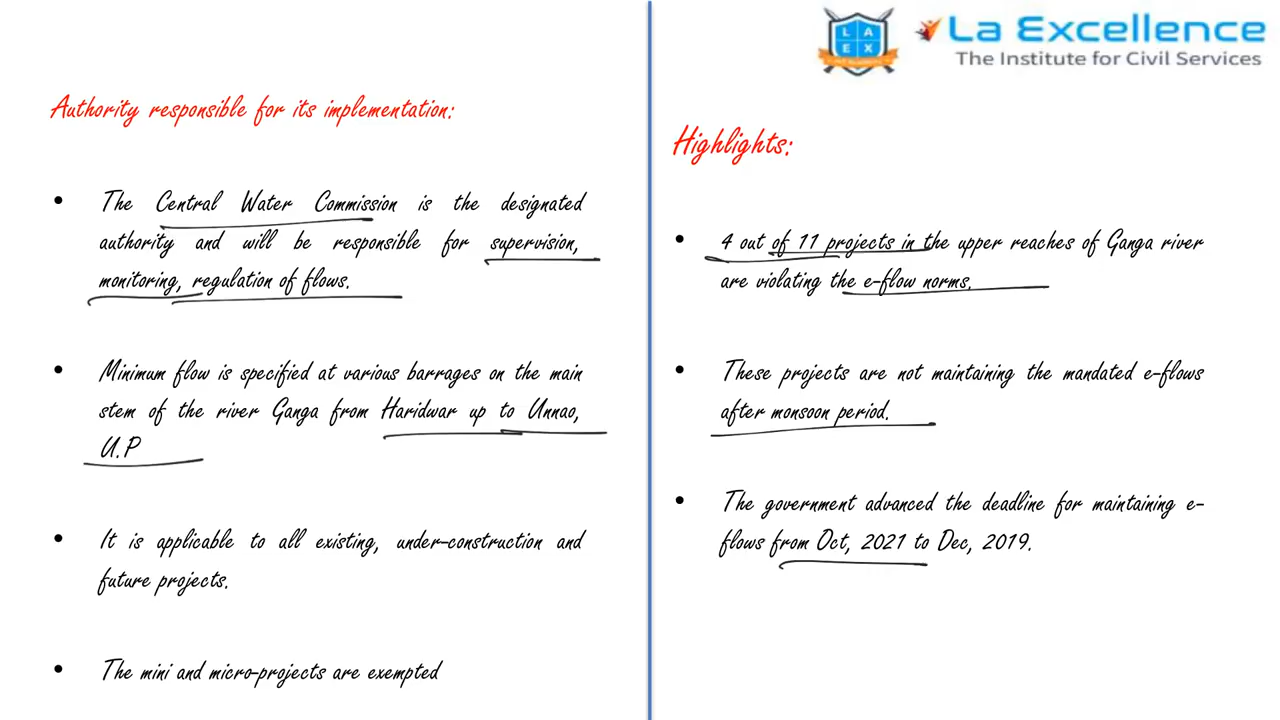 LA
EX
La Excellence
The Institute for Civil Services
Authority responsible for its implementation:
The Central Water Commission is the designated
authority and will be responsible for supervision,
monitoring, regulation of flows.
Minimum flow is specified at various barrages on the main
stem of the river Ganga from Haridwar up to Unnao,
U.P
It is applicable to all existing, under-construction and
future projects.
The mini and micro-projects are exempted
Highlights:
4 out of 11 projects in the upper reaches of Ganga river
are violating the e-flow norms.
These projects are not maintaining the mandated e-flows
after monsoon period.
The government advanced the deadline for maintaining e-
flows from Oct, 2021 to Dec, 2019.